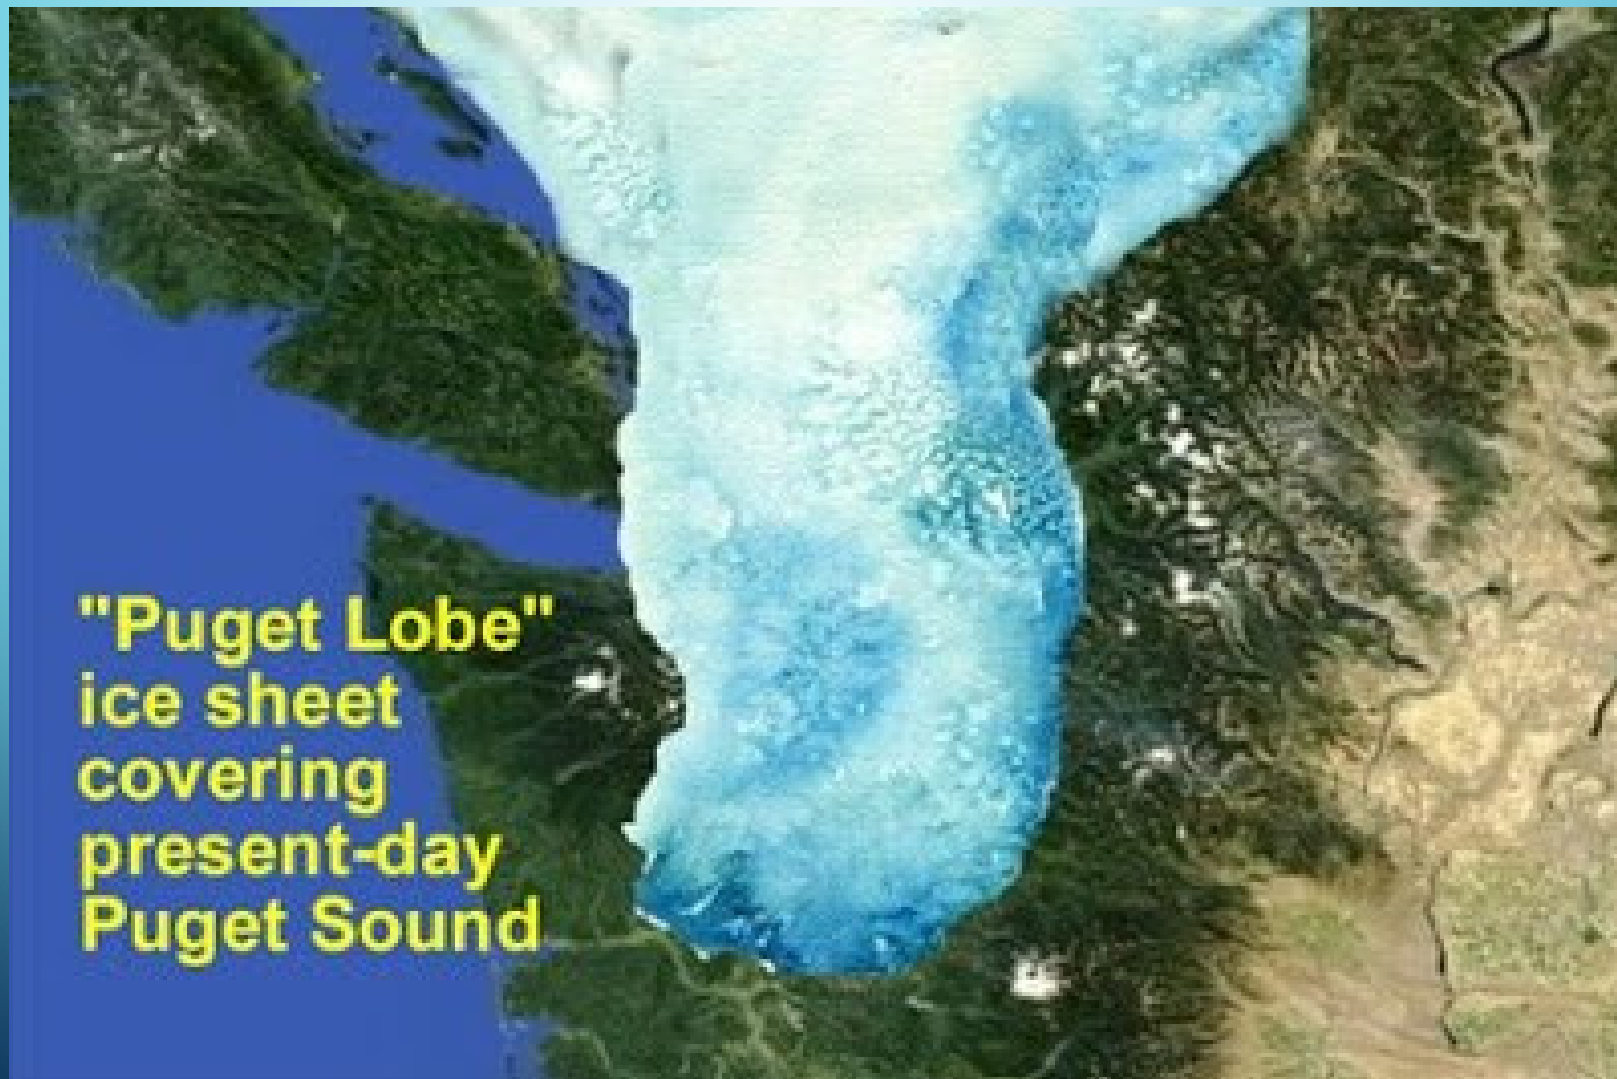 "Puget Lobe"
ice sheet
covering
present-day
Puget Sound